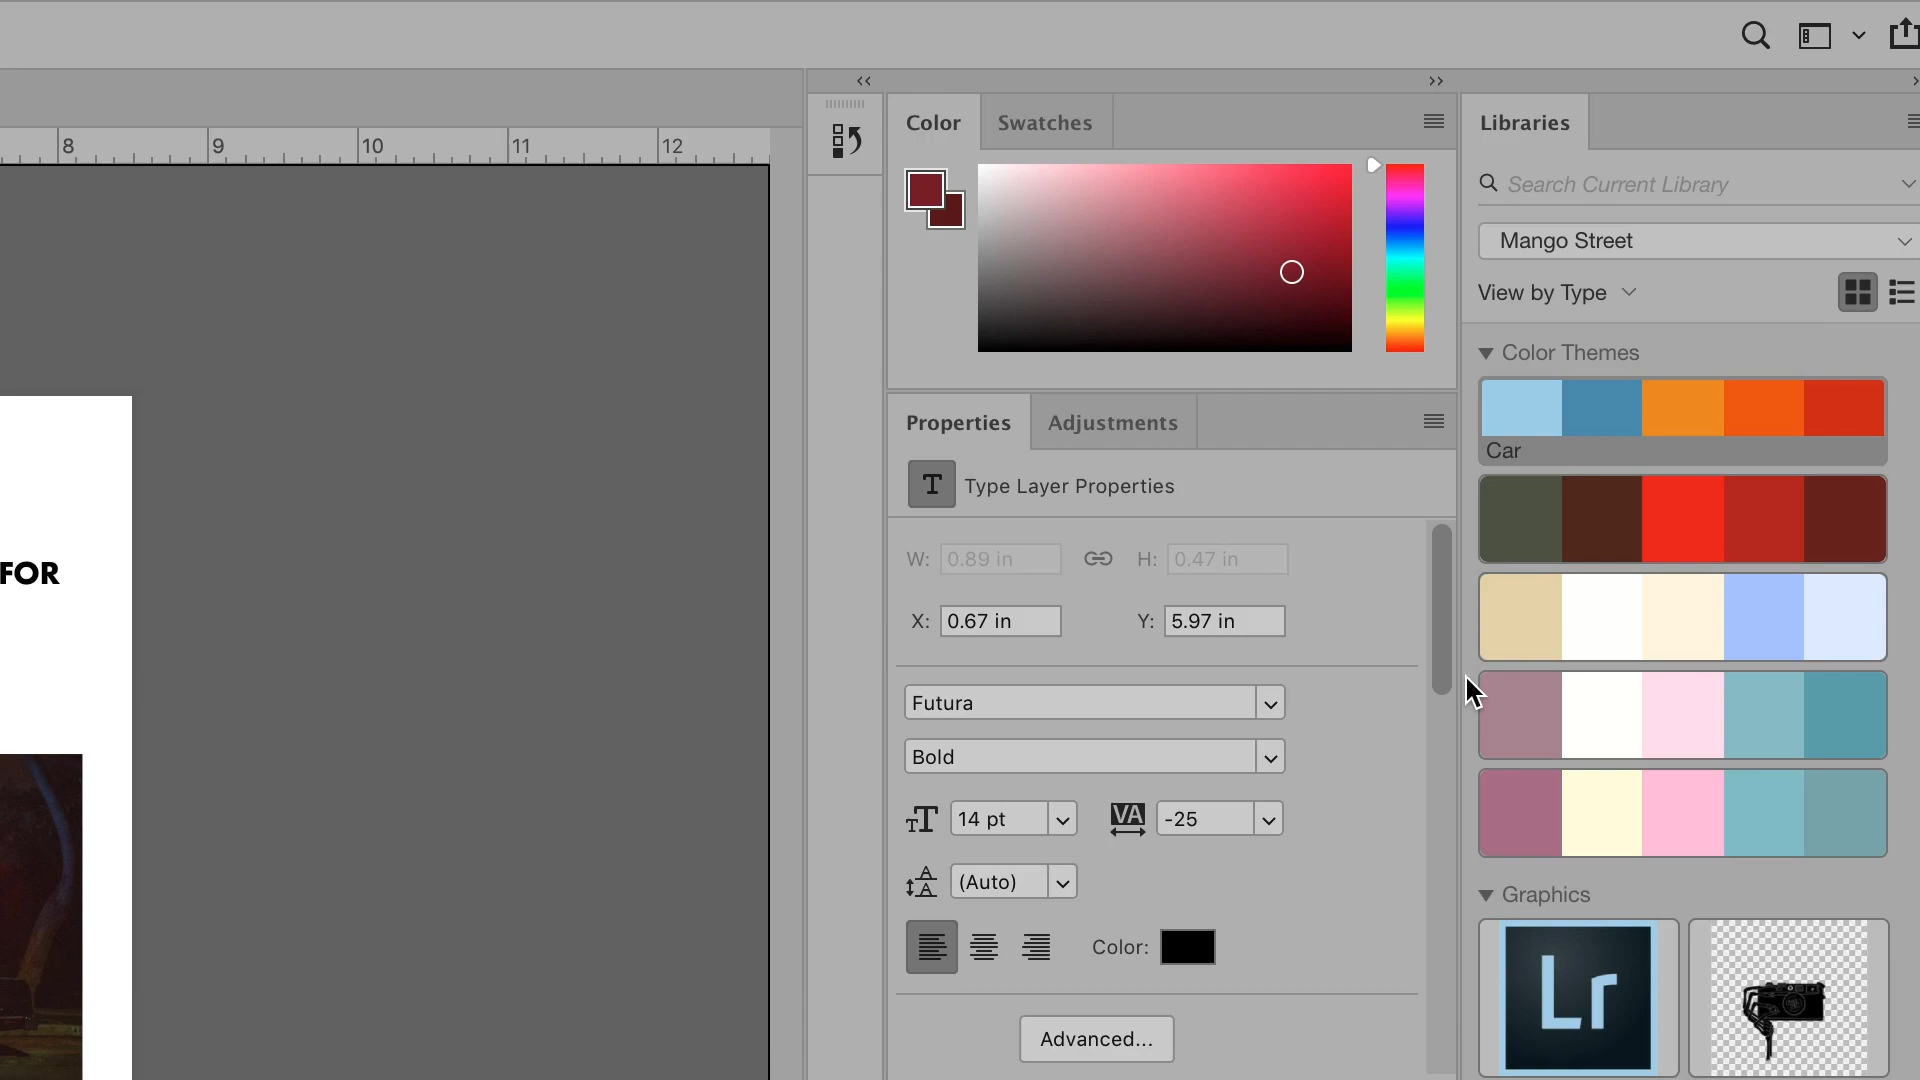 8 9 10 11 12
FOR
Color Swatches
Properties Adjustments
T Type Layer Properties
W: 0.89 in H: 0.47 in
X: 0.67 in Y: 5.97 in
Futura
Bold
14 pt VA -25
(Auto)
Color:
Advanced...
Libraries
Search Current Library
Mango Street
View by Type
Color Themes
Car
Graphics
Lr